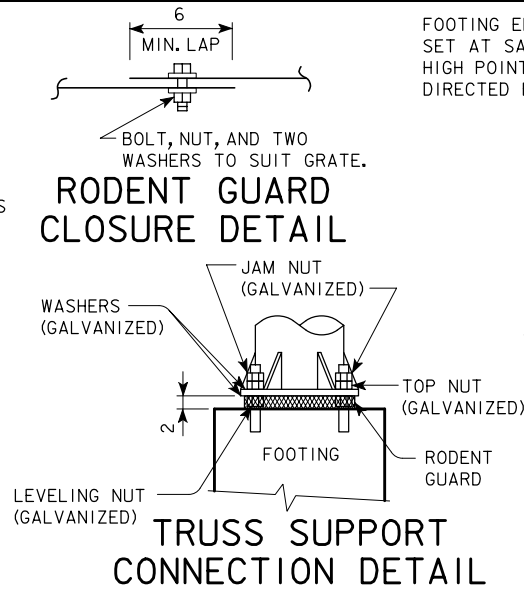 6
MIN. LAP
FOOTING
SET AT
HIGH POINT
DIRECTED
BOLT, NUT, AND TWO
WASHERS TO SUIT GRATE.
RODENT GUARD
CLOSURE DETAIL
JAM NUT
(GALVANIZED)
WASHERS
(GALVANIZED)
TOP NUT
(GALVANIZED)
2
FOOTING
RODENT
GUARD
LEVELING NUT
(GALVANIZED)
TRUSS SUPPORT
CONNECTION DETAIL